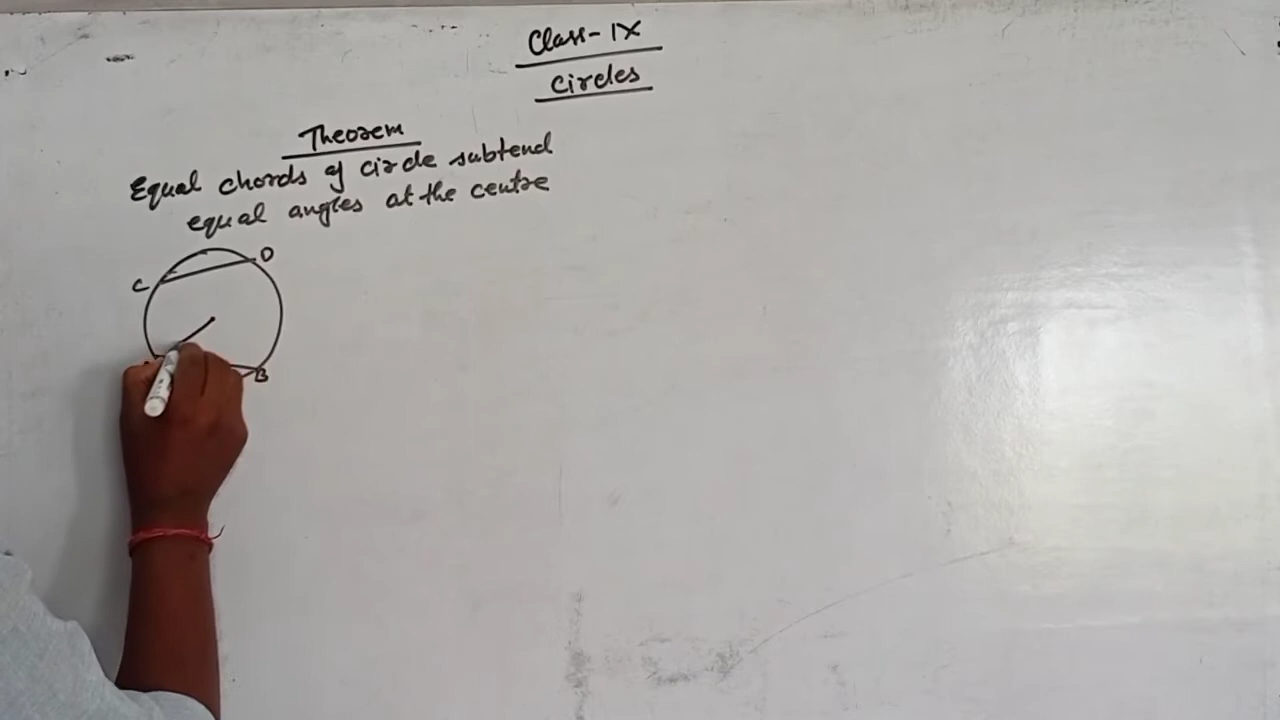 Class-IX
Circles
Theorem
Equal chords of circle subtend
equal angles at the centre
D
C
B